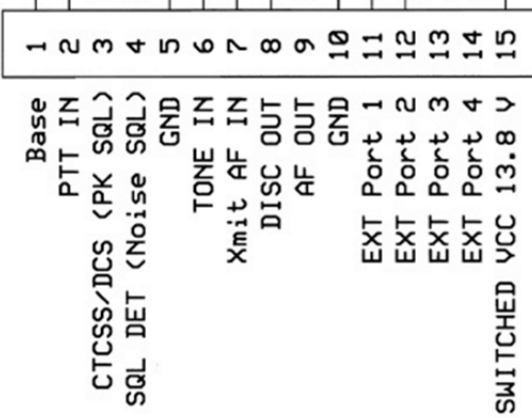 1 Base
2 PTT IN
3 CTCSS/DCS (PK SQL)
4 SQL DET (Noise SQL)
5 GND
6 TONE IN
7 Xmit AF IN
8 DISC OUT
9 AF OUT
10 GND
11 EXT Port 1
12 EXT Port 2
13 EXT Port 3
14 EXT Port 4
15 SWITCHED VCC 13.8 V